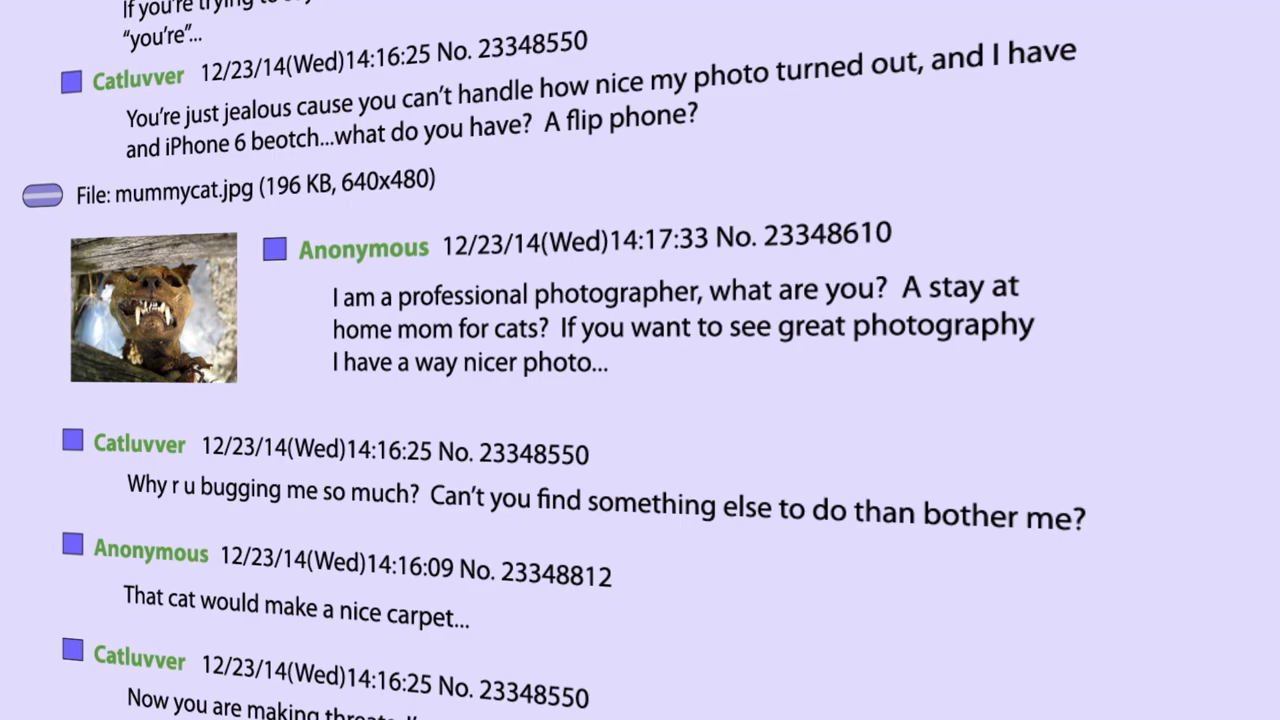 If you're trying to
"you're"...
Catluvver 12/23/14(Wed)14:16:25 No. 23348550
You're just jealous cause you can't handle how nice my photo turned out, and I have
and iPhone 6 beotch...what do you have? A flip phone?
File: mummycat.jpg (196 KB, 640x480)
Anonymous 12/23/14(Wed)14:17:33 No. 23348610
I am a professional photographer, what are you? A stay at
home mom for cats? If you want to see great photography
I have a way nicer photo...
Catluvver 12/23/14(Wed)14:16:25 No. 23348550
Why r u bugging me so much? Can't you find something else to do than bother me?
Anonymous 12/23/14(Wed)14:16:09 No. 23348812
That cat would make a nice carpet...
Catluvver 12/23/14(Wed)14:16:25 No. 23348550
Now you are making